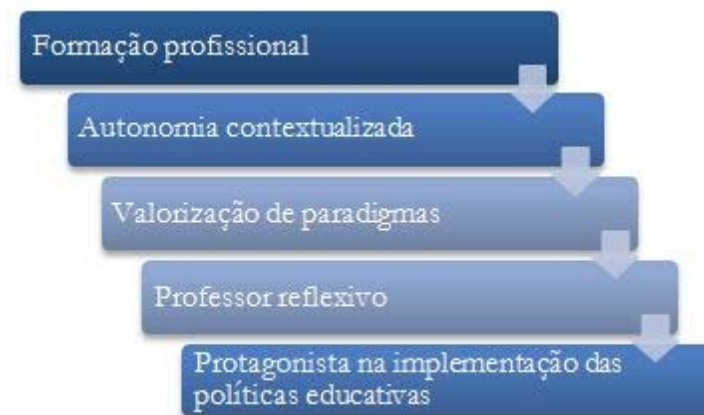 Formação profissional
Autonomia contextualizada
Valorização de paradigmas
Professor reflexivo
Protagonista na implementação das
políticas educativas